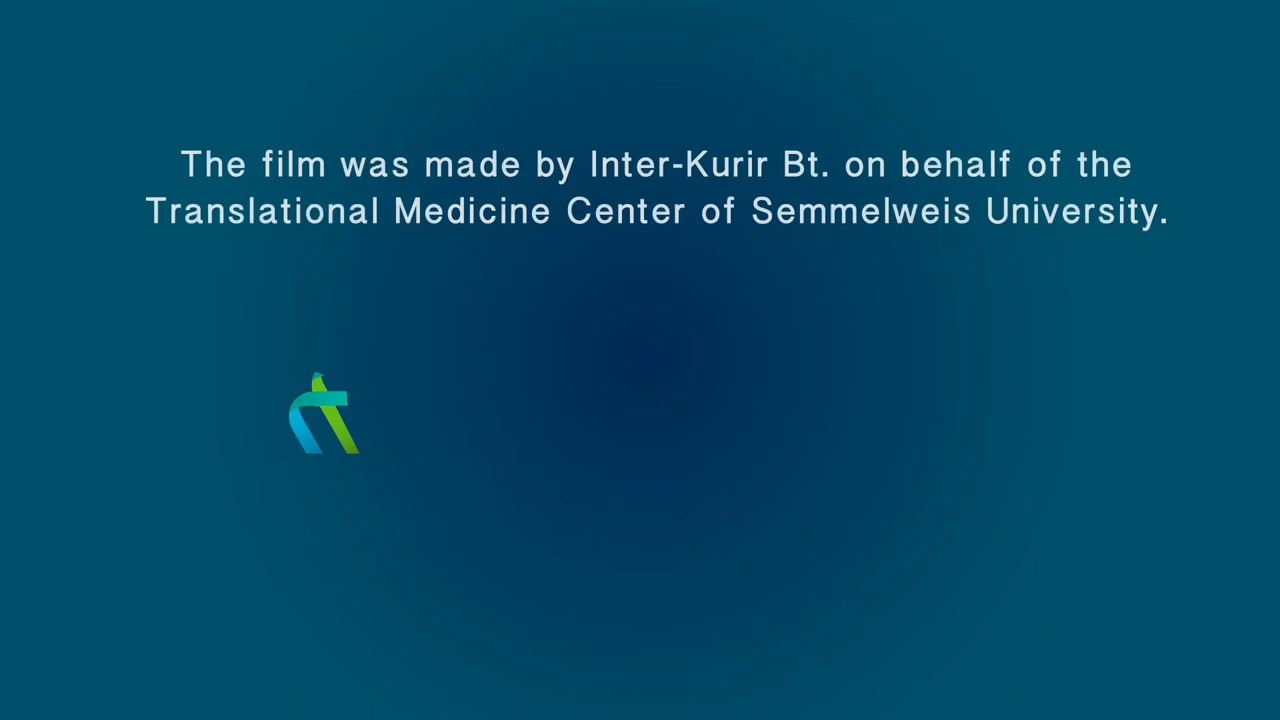 The film was made by Inter-Kurir Bt. on behalf of the
Translational Medicine Center of Semmelweis University.